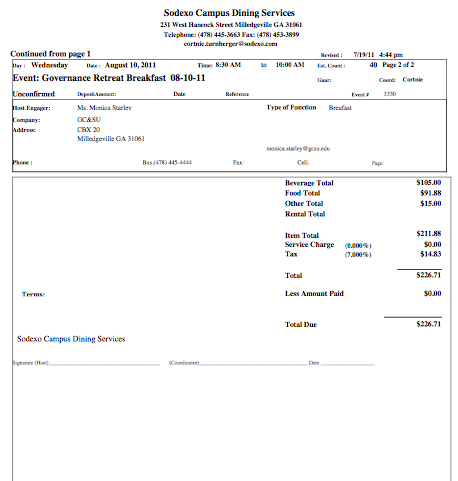 Sodexo Campus Dining Services
231 West Hancock Street Milledgeville GA 31061
Telephone: (478) 445-3663 Fax: (478) 453-3899
cortnie.turnberger@sodexo.com
Continued from page 1
Revised : 7/19/11 4:44 pm
Day : Wednesday Date : August 10, 2011 Time: 8:30 AM to 10:00 AM Est. Count : 40 Page 2 of 2
Event: Governance Retreat Breakfast 08-10-11 Guar: Coord: Cortnie
Unconfirmed DepositAmount: Date Reference Event # 3330
Host Engager: Ms. Monica Starley Type of Function Breafast
Company: GC&SU
Address: CBX 20
Milledgeville GA 31061
monica.starley@gcsu.edu
Phone : Bus:(478) 445-4444 Fax: Cell: Page:
Beverage Total $105.00
Food Total $91.88
Other Total $15.00
Rental Total
Item Total $211.88
Service Charge (0.000%) $0.00
Tax (7.000%) $14.83
Total $226.71
Terms: Less Amount Paid $0.00
Total Due $226.71
Sodexo Campus Dining Services
Signature (Host) (Coordinator) Date